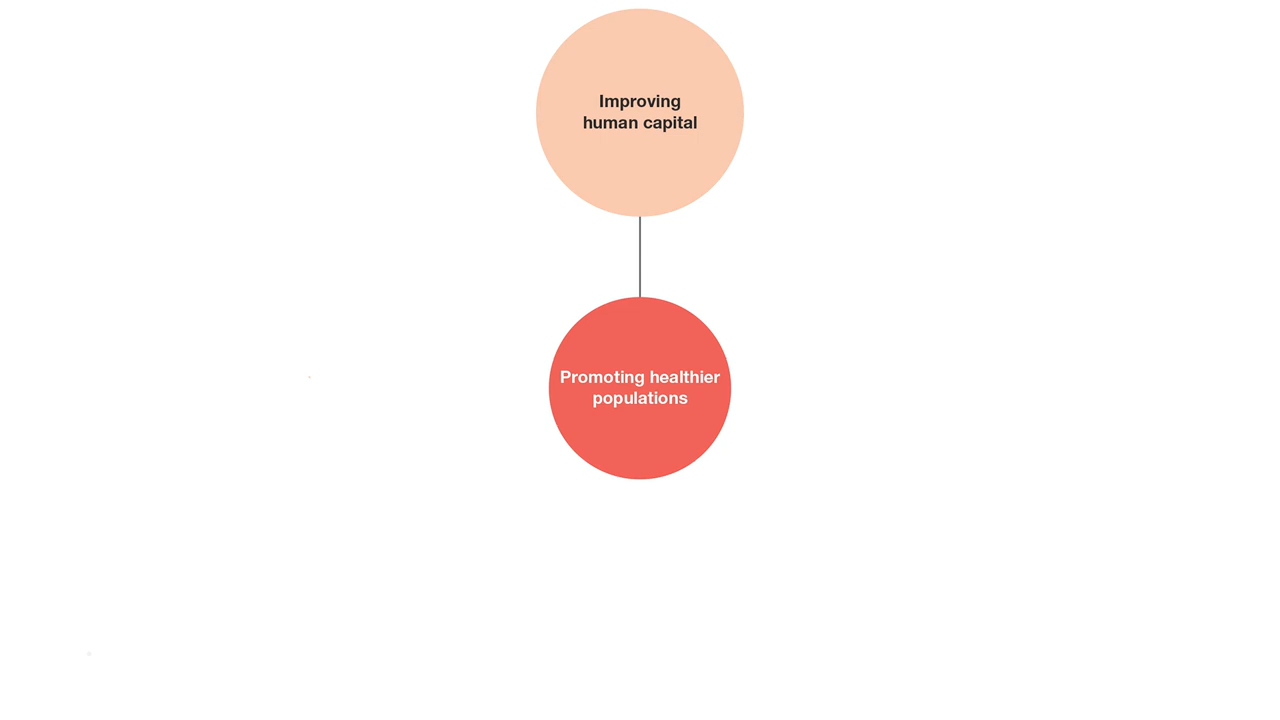 Improving
human capital
Promoting healthier
populations